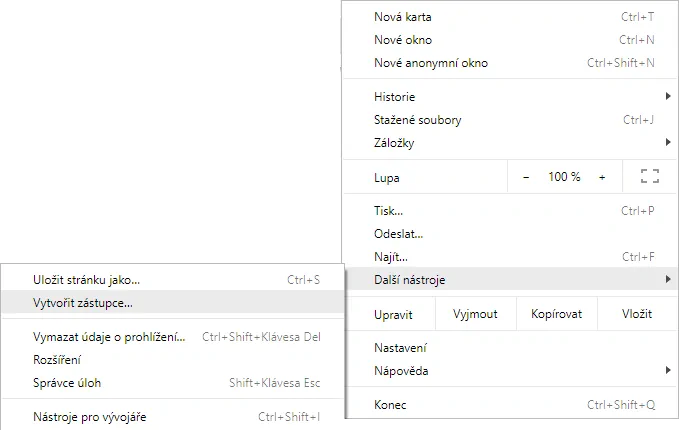 Nová karta Ctrl+T
Nové okno Ctrl+N
Nové anonymní okno Ctrl+Shift+N
Historie
Stažené soubory Ctrl+J
Záložky
Lupa − 100 % +
Tisk... Ctrl+P
Odeslat...
Najít... Ctrl+F
Další nástroje
Upravit Vyjmout Kopírovat Vložit
Nastavení
Nápověda
Konec Ctrl+Shift+Q
Uložit stránku jako... Ctrl+S
Vytvořit zástupce...
Vymazat údaje o prohlížení... Ctrl+Shift+Klávesa Del
Rozšíření
Správce úloh Shift+Klávesa Esc
Nástroje pro vývojáře Ctrl+Shift+I